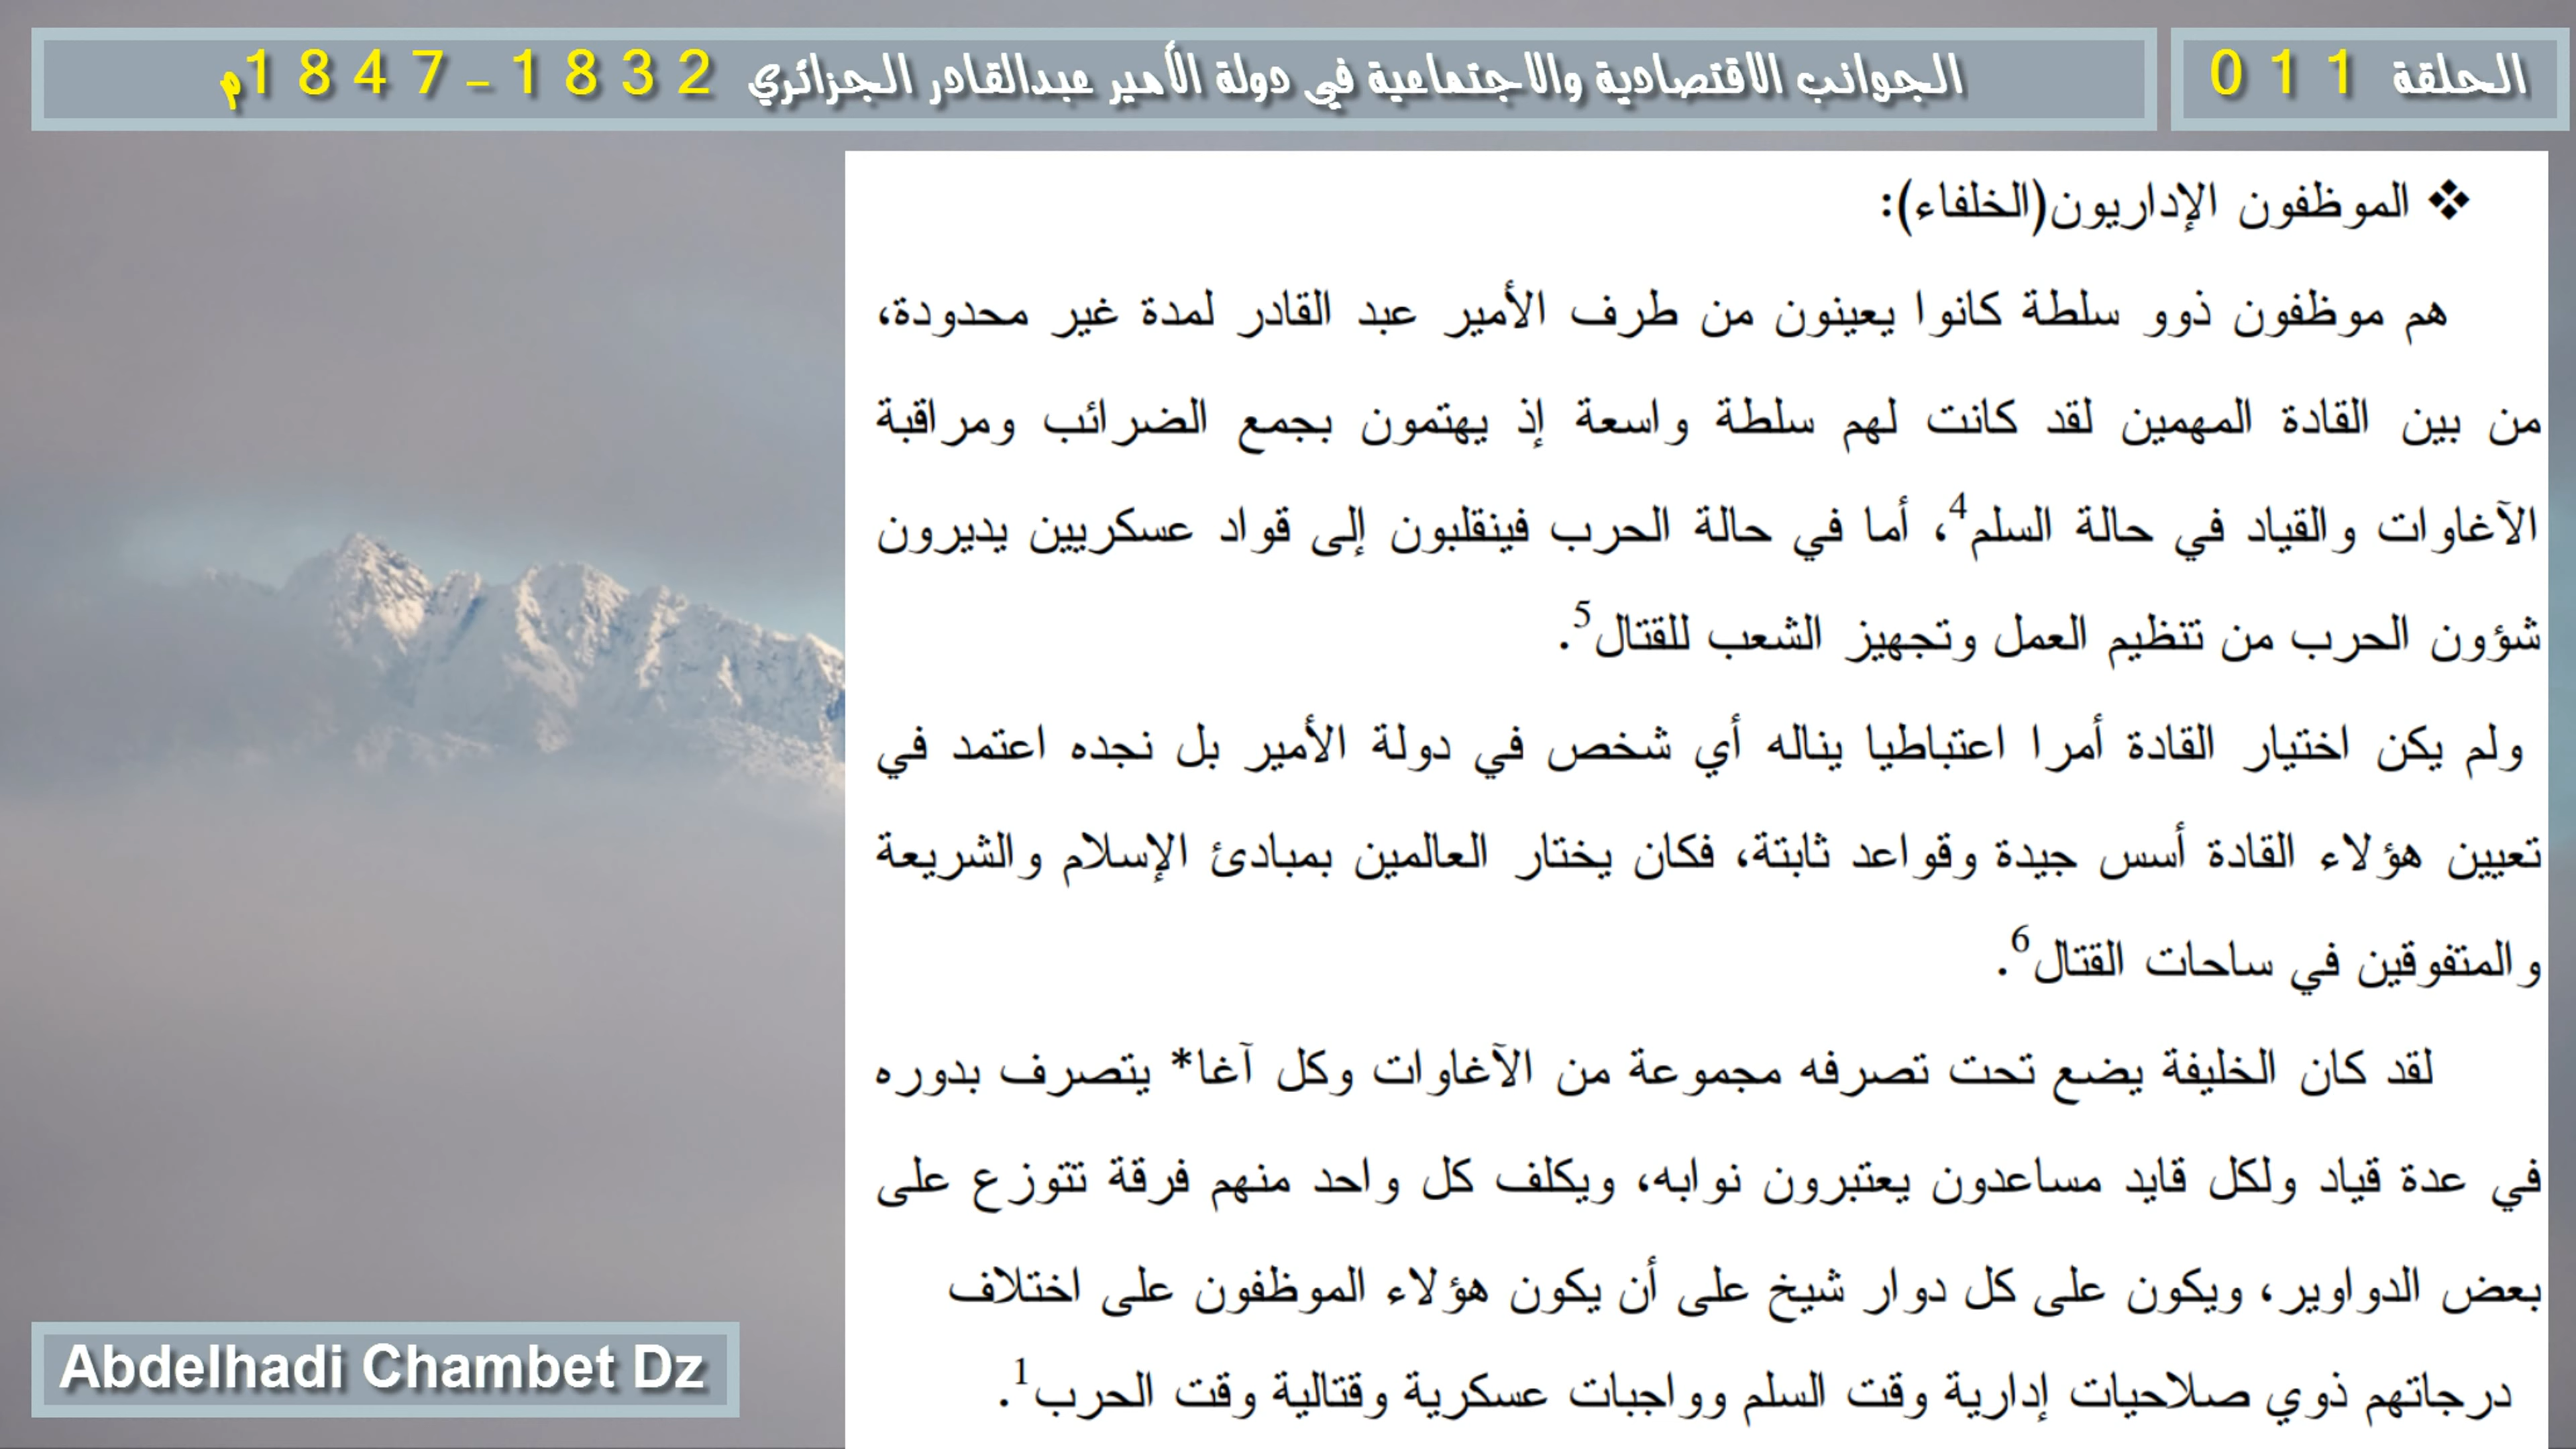 الحلقة 011
الجوانب الاقتصادية والاجتماعية في دولة الأمير عبدالقادر الجزائري 1832-1847م
❖ الموظفون الإداريون(الخلفاء):
هم موظفون ذوو سلطة كانوا يعينون من طرف الأمير عبد القادر لمدة غير محدودة،
من بين القادة المهمين لقد كانت لهم سلطة واسعة إذ يهتمون بجمع الضرائب ومراقبة
الآغاوات والقياد في حالة السلم4، أما في حالة الحرب فينقلبون إلى قواد عسكريين يديرون
شؤون الحرب من تنظيم العمل وتجهيز الشعب للقتال5.
ولم يكن اختيار القادة أمرا اعتباطيا يناله أي شخص في دولة الأمير بل نجده اعتمد في
تعيين هؤلاء القادة أسس جيدة وقواعد ثابتة، فكان يختار العالمين بمبادئ الإسلام والشريعة
والمتفوقين في ساحات القتال6.
لقد كان الخليفة يضع تحت تصرفه مجموعة من الآغاوات وكل آغا* يتصرف بدوره
في عدة قياد ولكل قايد مساعدون يعتبرون نوابه، ويكلف كل واحد منهم فرقة تتوزع على
بعض الدواوير، ويكون على كل دوار شيخ على أن يكون هؤلاء الموظفون على اختلاف
درجاتهم ذوي صلاحيات إدارية وقت السلم وواجبات عسكرية وقتالية وقت الحرب1.
Abdelhadi Chambet Dz